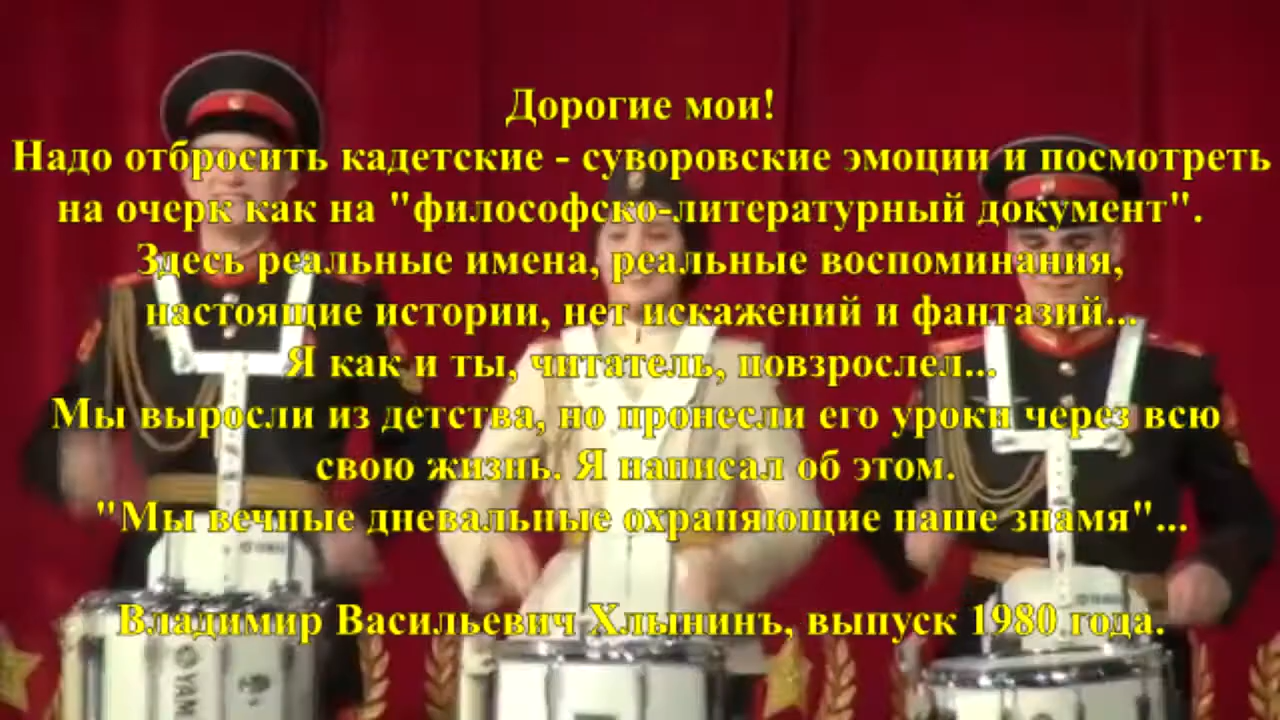 Дорогие мои!
Надо отбросить кадетские - суворовские эмоции и посмотреть
на очерк как на "философско-литературный документ".
Здесь реальные имена, реальные воспоминания,
настоящие истории, нет искажений и фантазий...
Я как и ты, читатель, повзрослел...
Мы выросли из детства, но пронесли его уроки через всю
свою жизнь. Я написал об этом.
"Мы вечные дневальные охраняющие наше знамя"...
Владимир Васильевич Хлынинъ, выпуск 1980 года.
YAM